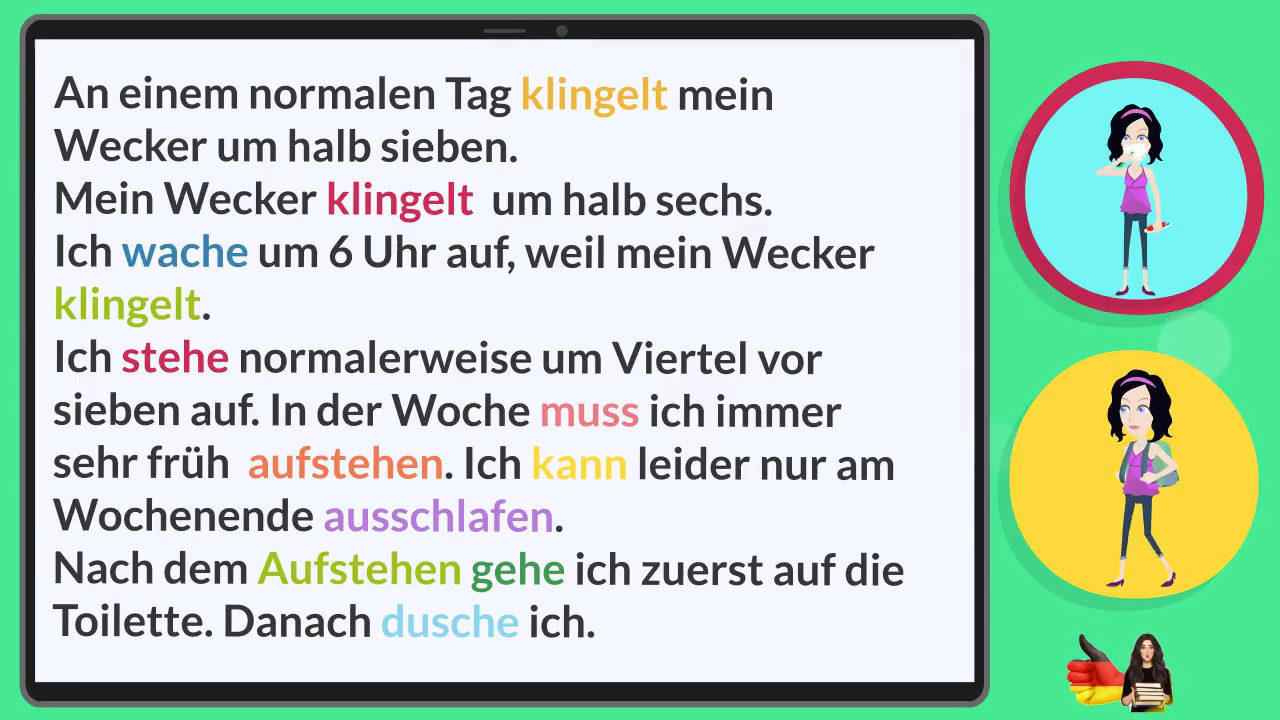 An einem normalen Tag klingelt mein
Wecker um halb sieben.
Mein Wecker klingelt um halb sechs.
Ich wache um 6 Uhr auf, weil mein Wecker
klingelt.
Ich stehe normalerweise um Viertel vor
sieben auf. In der Woche muss ich immer
sehr früh aufstehen. Ich kann leider nur am
Wochenende ausschlafen.
Nach dem Aufstehen gehe ich zuerst auf die
Toilette. Danach dusche ich.